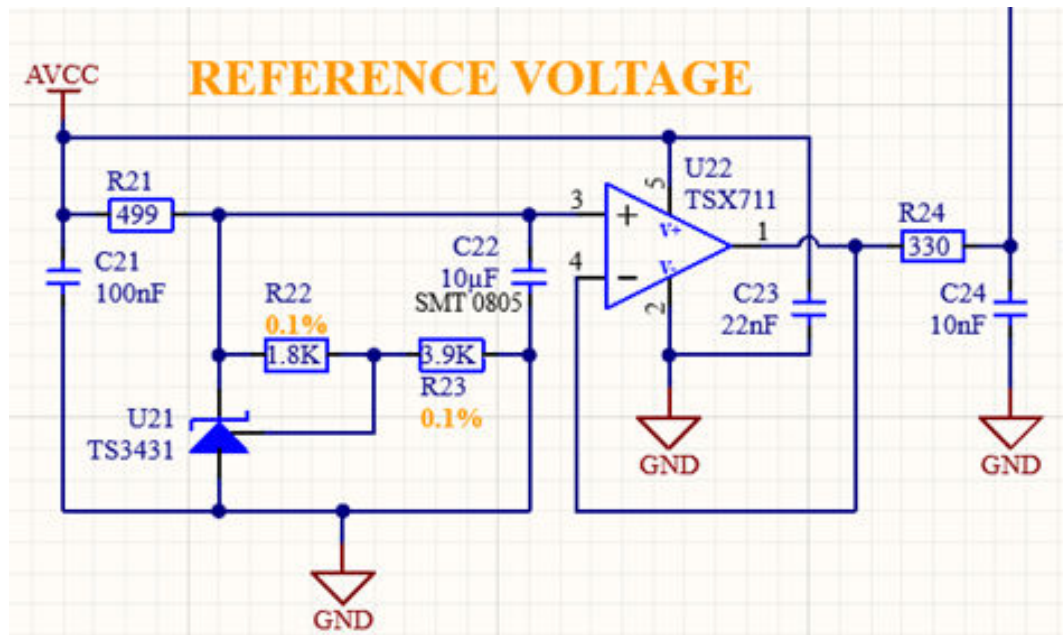 AVCC
REFERENCE VOLTAGE
R21
499
C21
100nF
C22
10µF
SMT 0805
R22
0.1%
1.8K
3.9K
R23
0.1%
U21
TS3431
GND
3
4
+
−
5
U22
TSX711
V+
V-
2
1
R24
330
C23
22nF
C24
10nF
GND
GND